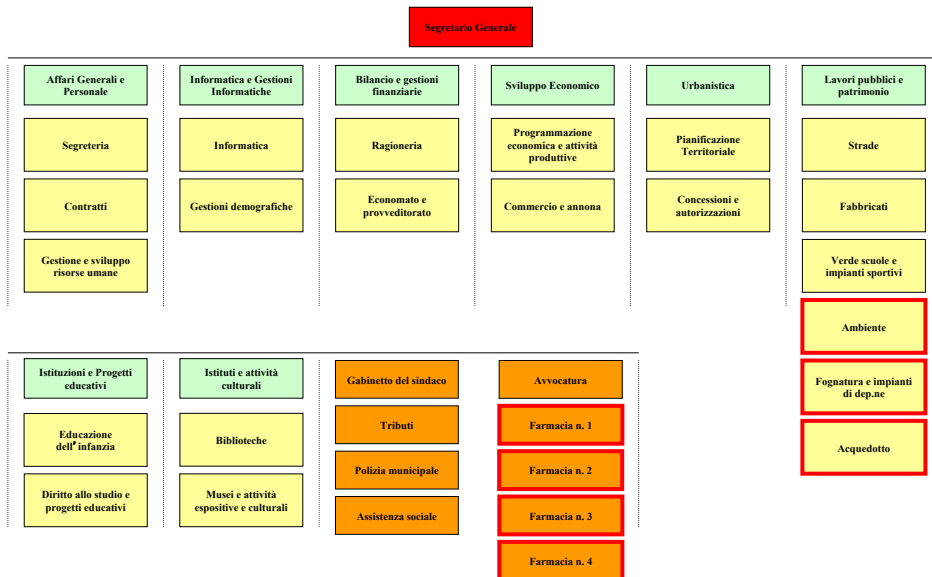 Segretario Generale
Affari Generali e
Personale
Informatica e Gestioni
Informatiche
Bilancio e gestioni
finanziarie
Sviluppo Economico
Urbanistica
Lavori pubblici e
patrimonio
Segreteria
Informatica
Ragioneria
Programmazione
economica e attività
produttive
Pianificazione
Territoriale
Strade
Contratti
Gestioni demografiche
Economato e
provveditorato
Commercio e annona
Concessioni e
autorizzazioni
Fabbricati
Gestione e sviluppo
risorse umane
Verde scuole e
impianti sportivi
Ambiente
Fognatura e impianti
di dep.ne
Acquedotto
Istituzioni e Progetti
educativi
Istituti e attività
culturali
Gabinetto del sindaco
Avvocatura
Educazione
dell'infanzia
Biblioteche
Tributi
Farmacia n. 1
Polizia municipale
Farmacia n. 2
Diritto allo studio e
progetti educativi
Musei e attività
espositive e culturali
Assistenza sociale
Farmacia n. 3
Farmacia n. 4